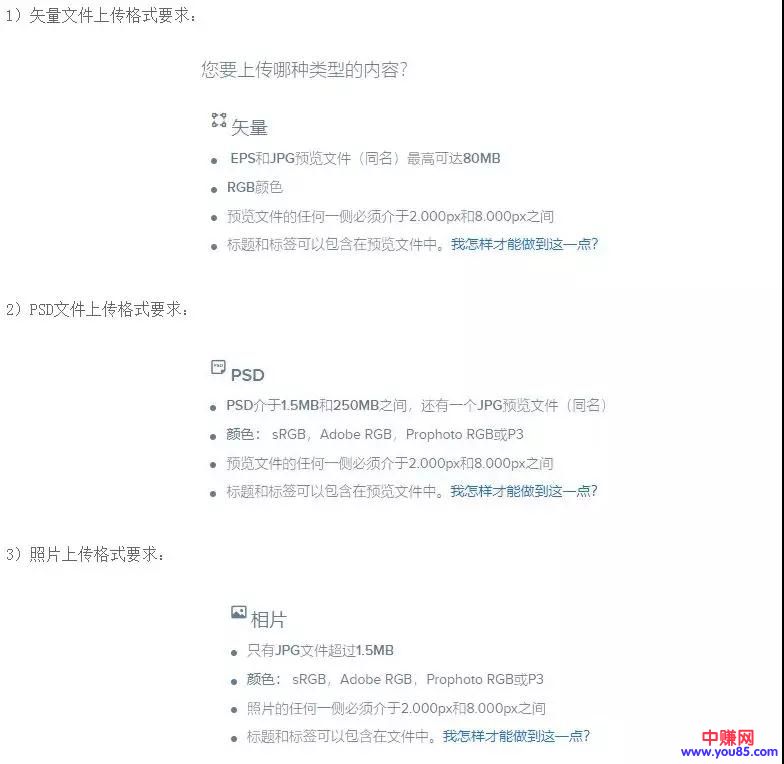 1）矢量文件上传格式要求：
您要上传哪种类型的内容？
矢量
EPS和JPG预览文件（同名）最高可达80MB
RGB颜色
预览文件的任何一侧必须介于2.000px和8.000px之间
标题和标签可以包含在预览文件中。我怎样才能做到这一点？
2）PSD文件上传格式要求：
PSD
PSD
PSD介于1.5MB和250MB之间，还有一个JPG预览文件（同名）
颜色： sRGB，Adobe RGB，Prophoto RGB或P3
预览文件的任何一侧必须介于2.000px和8.000px之间
标题和标签可以包含在预览文件中。我怎样才能做到这一点？
3）照片上传格式要求：
相片
只有JPG文件超过1.5MB
颜色： sRGB，Adobe RGB，Prophoto RGB或P3
照片的任何一侧必须介于2.000px和8.000px之间
标题和标签可以包含在文件中。我怎样才能做到这一点？
中赚网
www.you85.com